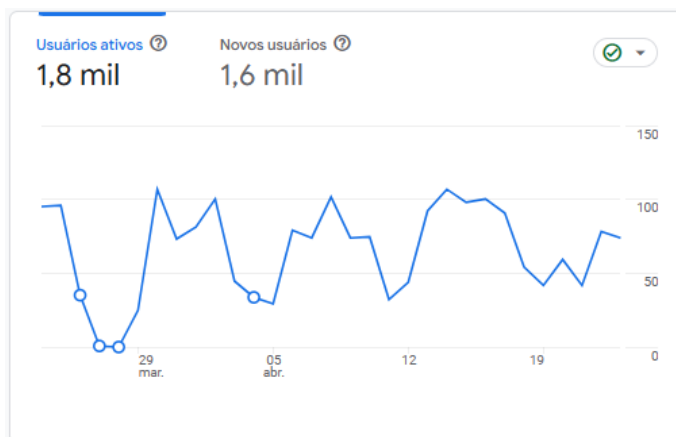 Usuários ativos
Novos usuários
1,8 mil
1,6 mil
150
100
50
0
29
mar.
05
abr.
12
19